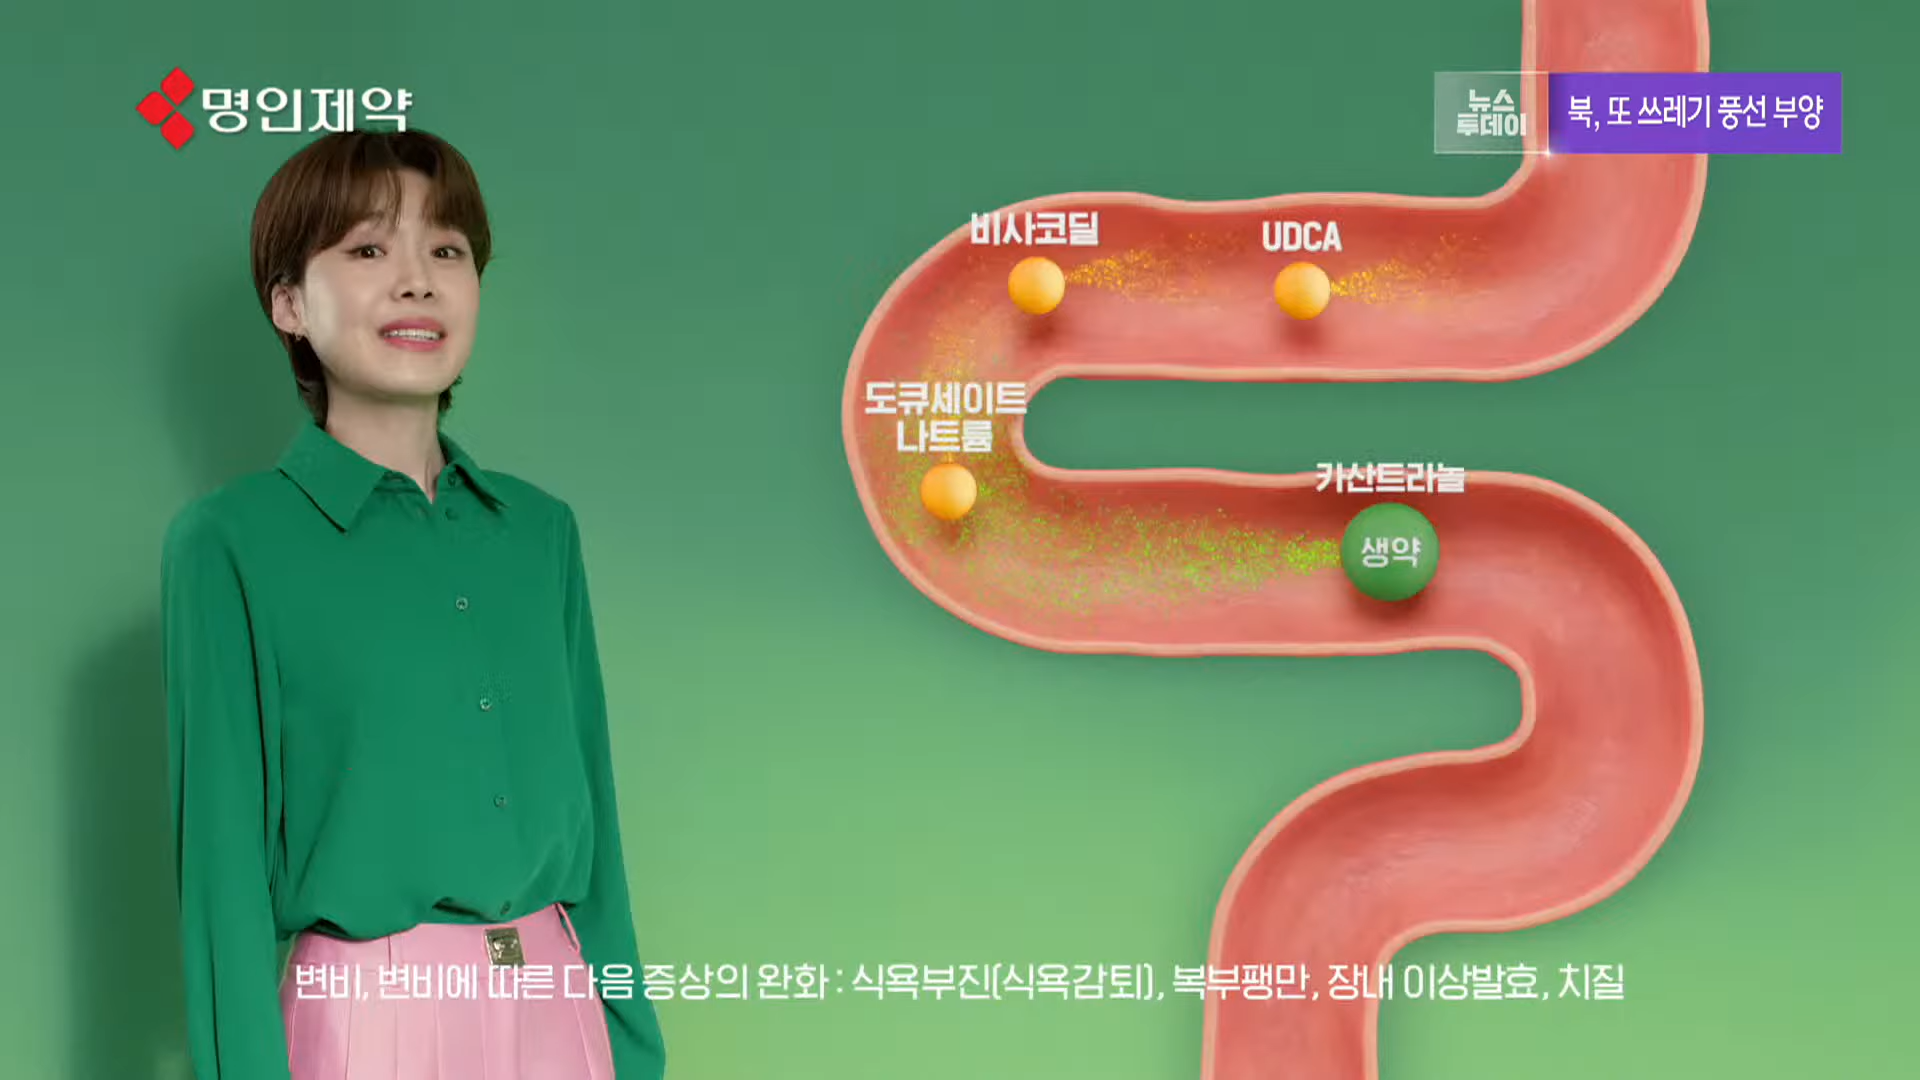 명인제약
뉴스
투데이
북, 또 쓰레기 풍선 부양
비사코딜
UDCA
도큐세이트
나트륨
카산트라놀
생약
변비, 변비에 따른 다음 증상의 완화 : 식욕부진(식욕감퇴), 복부팽만, 장내 이상발효, 치질